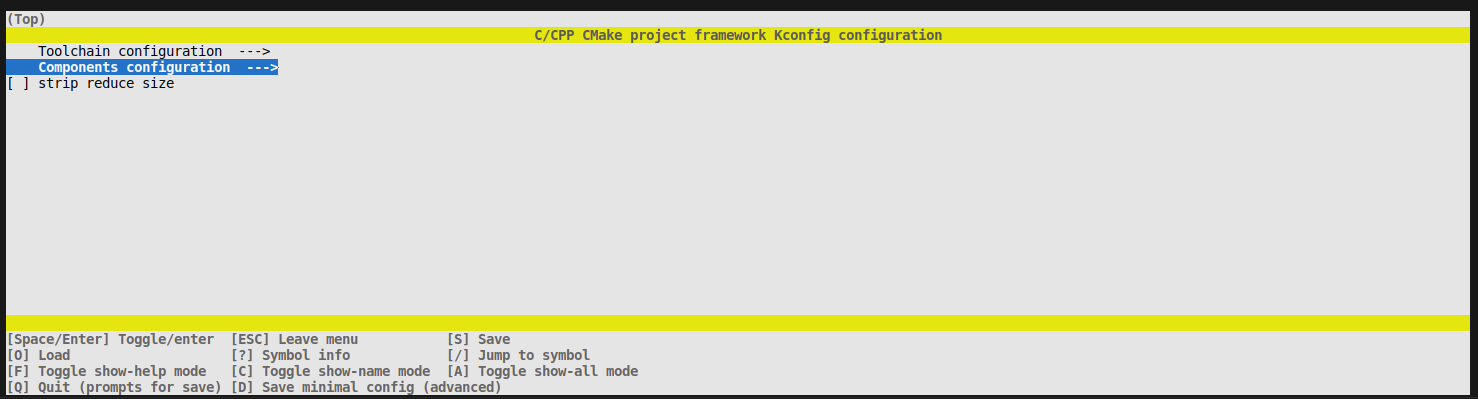 (Top)
C/CPP CMake project framework Kconfig configuration
Toolchain configuration  --->
Components configuration  --->
[ ] strip reduce size
[Space/Enter] Toggle/enter  [ESC] Leave menu           [S] Save
[O] Load                    [?] Symbol info            [/] Jump to symbol
[F] Toggle show-help mode   [C] Toggle show-name mode  [A] Toggle show-all mode
[Q] Quit (prompts for save) [D] Save minimal config (advanced)